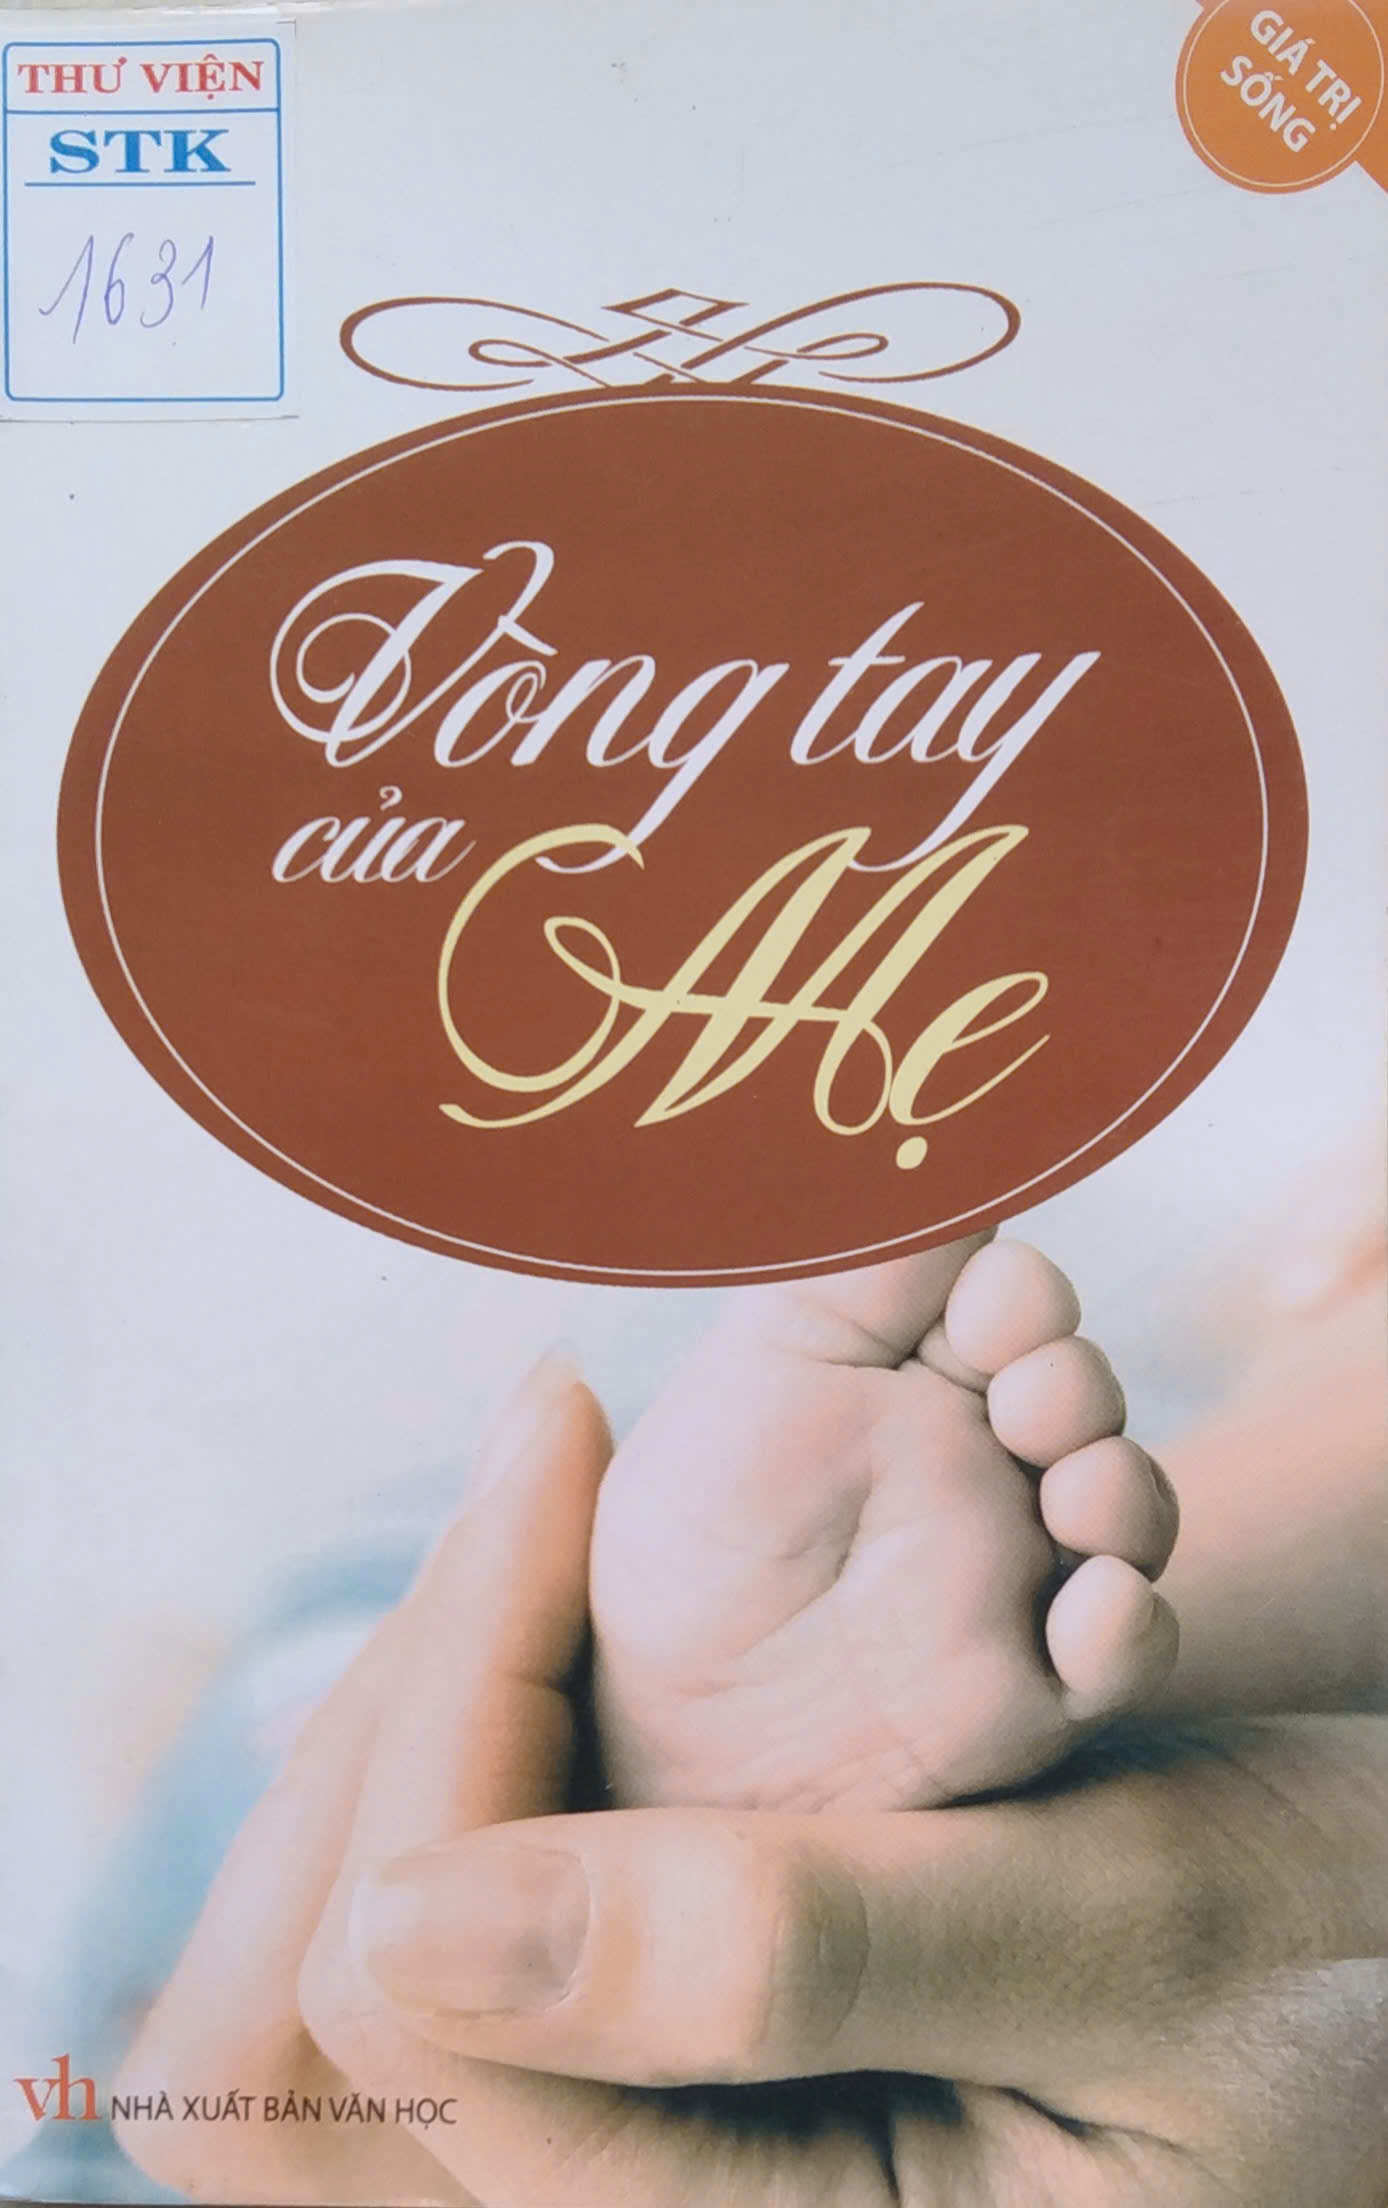 THƯ VIỆN
STK
1631
GIÁ TRỊ
SỐNG
Vòng tay
của Mẹ
vh NHÀ XUẤT BẢN VĂN HỌC